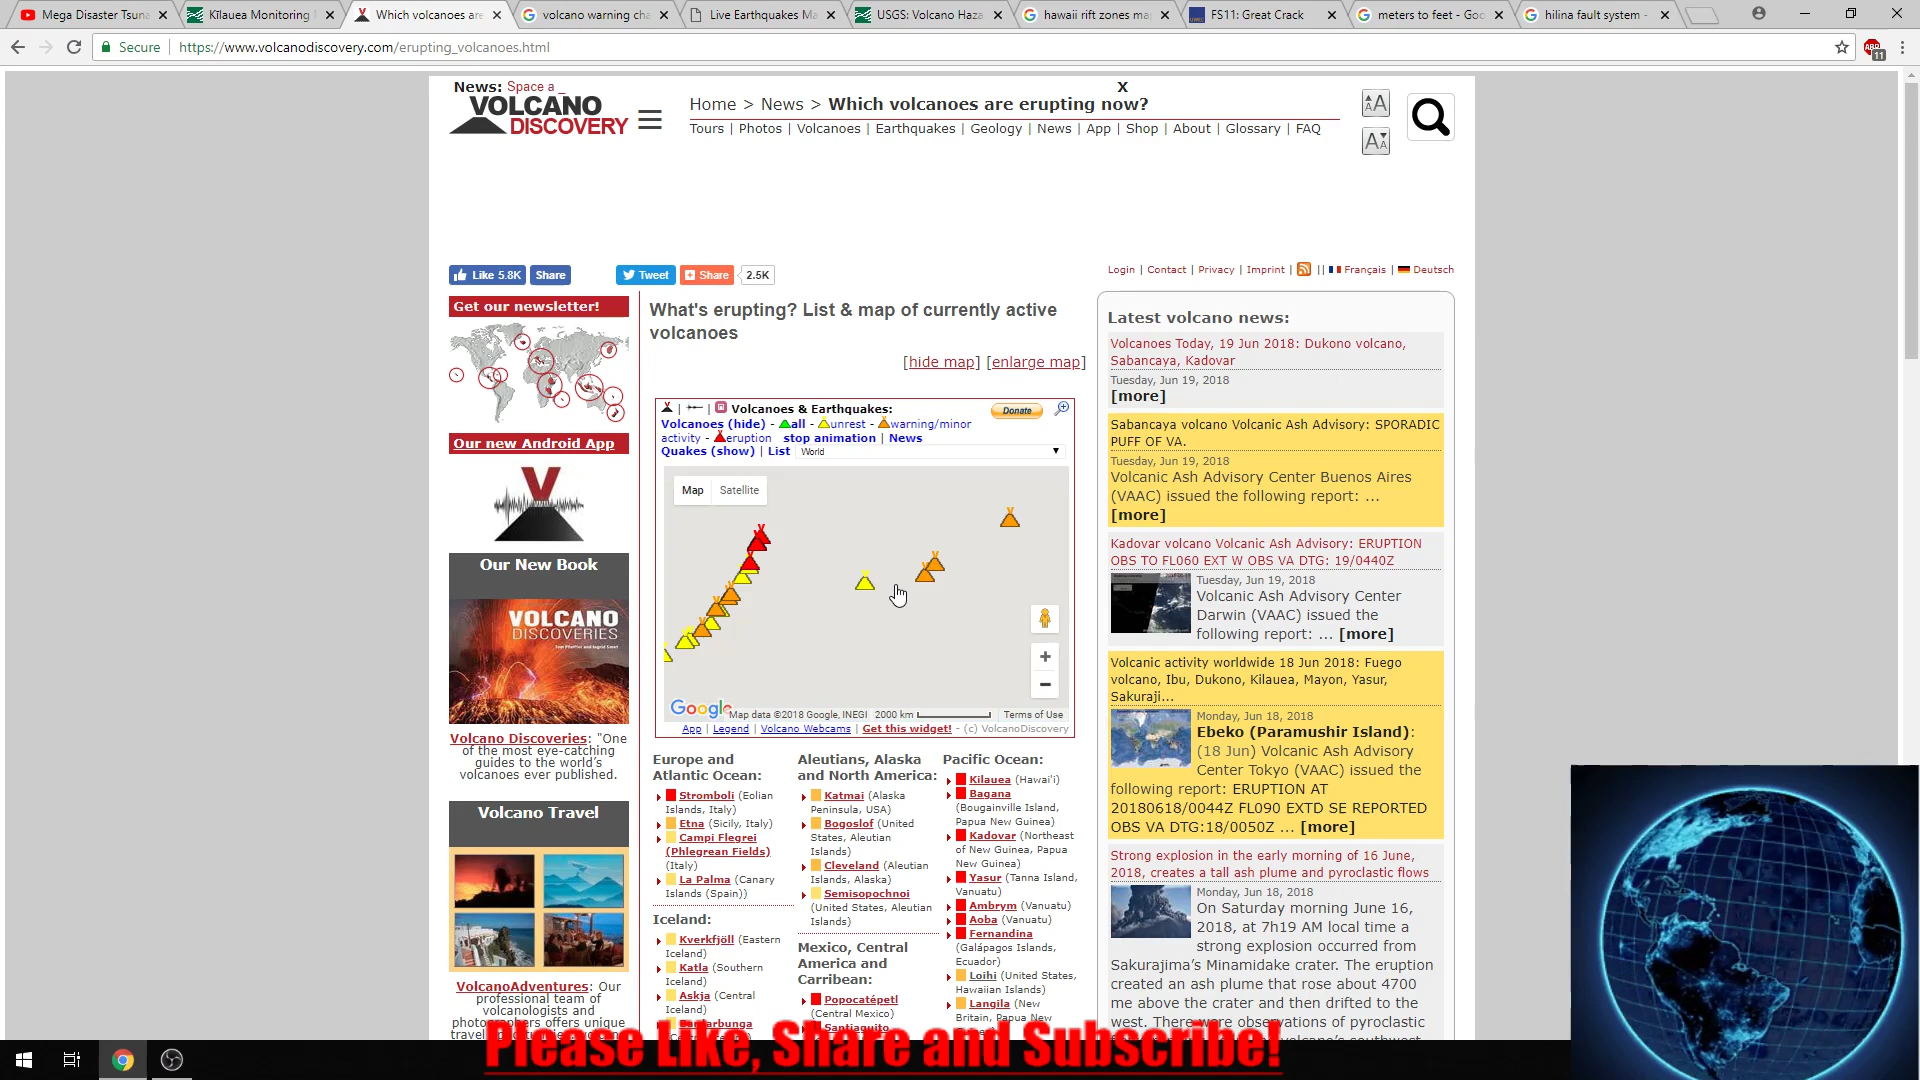 Mega Disaster Tsuna
Kīlauea Monitoring
Which volcanoes are
volcano warning cha
Live Earthquakes Ma
USGS: Volcano Haza
hawaii rift zones ma
FS11: Great Crack
meters to feet - Goo
hilina fault system -
Secure
https://www.volcanodiscovery.com/erupting_volcanoes.html
ABP
11
News: Space a _
VOLCANO
DISCOVERY
X
Home > News > Which volcanoes are erupting now?
Tours | Photos | Volcanoes | Earthquakes | Geology | News | App | Shop | About | Glossary | FAQ
AA
AA
Like 5.8K
Share
Tweet
Share
2.5K
Login | Contact | Privacy | Imprint | || Français | Deutsch
Get our newsletter!
Our new Android App
Our New Book
VOLCANO
DISCOVERIES
Tom Pfeiffer and Ingrid Smet
Volcano Discoveries: "One
of the most eye-catching
guides to the world's
volcanoes ever published.
Volcano Travel
VolcanoAdventures: Our
professional team of
volcanologists and
photographers offers unique
What's erupting? List & map of currently active
volcanoes
[hide map] [enlarge map]
Volcanoes & Earthquakes:
Donate
Volcanoes (hide) - all - unrest - warning/minor
activity - eruption stop animation | News
Quakes (show) | List World
Map
Satellite
Google
Map data ©2018 Google, INEGI 2000 km Terms of Use
App | Legend | Volcano Webcams | Get this widget! - (c) VolcanoDiscovery
Europe and
Atlantic Ocean:
Stromboli (Eolian
Islands, Italy)
Etna (Sicily, Italy)
Campi Flegrei
(Phlegrean Fields)
(Italy)
La Palma (Canary
Islands (Spain))
Iceland:
Kverkfjöll (Eastern
Iceland)
Katla (Southern
Iceland)
Askja (Central
Iceland)
Aleutians, Alaska
and North America:
Katmai (Alaska
Peninsula, USA)
Bogoslof (United
States, Aleutian
Islands)
Cleveland (Aleutian
Islands, Alaska)
Semisopochnoi
(United States, Aleutian
Islands)
Mexico, Central
America and
Carribean:
Popocatépetl
(Central Mexico)
Santiaguito
Pacific Ocean:
Kilauea (Hawai'i)
Bagana
(Bougainville Island,
Papua New Guinea)
Kadovar (Northeast
of New Guinea, Papua
New Guinea)
Yasur (Tanna Island,
Vanuatu)
Ambrym (Vanuatu)
Aoba (Vanuatu)
Fernandina
(Galápagos Islands,
Ecuador)
Loihi (United States,
Hawaiian Islands)
Langila (New
Britain, Papua New
Latest volcano news:
Volcanoes Today, 19 Jun 2018: Dukono volcano,
Sabancaya, Kadovar
Tuesday, Jun 19, 2018
[more]
Sabancaya volcano Volcanic Ash Advisory: SPORADIC
PUFF OF VA.
Tuesday, Jun 19, 2018
Volcanic Ash Advisory Center Buenos Aires
(VAAC) issued the following report: ...
[more]
Kadovar volcano Volcanic Ash Advisory: ERUPTION
OBS TO FL060 EXT W OBS VA DTG: 19/0440Z
Tuesday, Jun 19, 2018
Volcanic Ash Advisory Center
Darwin (VAAC) issued the
following report: ... [more]
Volcanic activity worldwide 18 Jun 2018: Fuego
volcano, Ibu, Dukono, Kilauea, Mayon, Yasur,
Sakuraji...
Monday, Jun 18, 2018
Ebeko (Paramushir Island):
(18 Jun) Volcanic Ash Advisory
Center Tokyo (VAAC) issued the
following report: ERUPTION AT
20180618/0044Z FL090 EXTD SE REPORTED
OBS VA DTG:18/0050Z ... [more]
Strong explosion in the early morning of 16 June,
2018, creates a tall ash plume and pyroclastic flows
Monday, Jun 18, 2018
On Saturday morning June 16,
2018, at 7h19 AM local time a
strong explosion occurred from
Sakurajima's Minamidake crater. The eruption
created an ash plume that rose about 4700
me above the crater and then drifted to the
west. There were observations of pyroclastic
Please Like, Share and Subscribe!